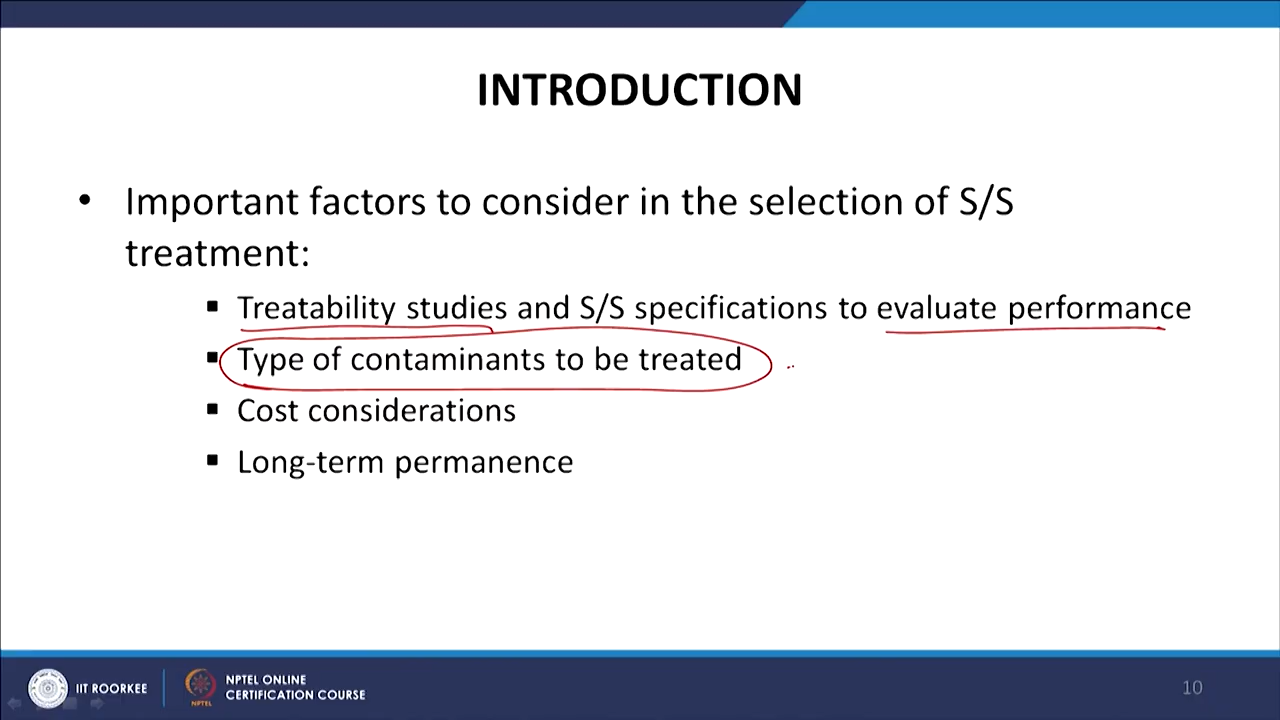 INTRODUCTION
• Important factors to consider in the selection of S/S
treatment:
▪ Treatability studies and S/S specifications to evaluate performance
▪ Type of contaminants to be treated
▪ Cost considerations
▪ Long-term permanence
IIT ROORKEE
NPTEL
NPTEL ONLINE
CERTIFICATION COURSE
10